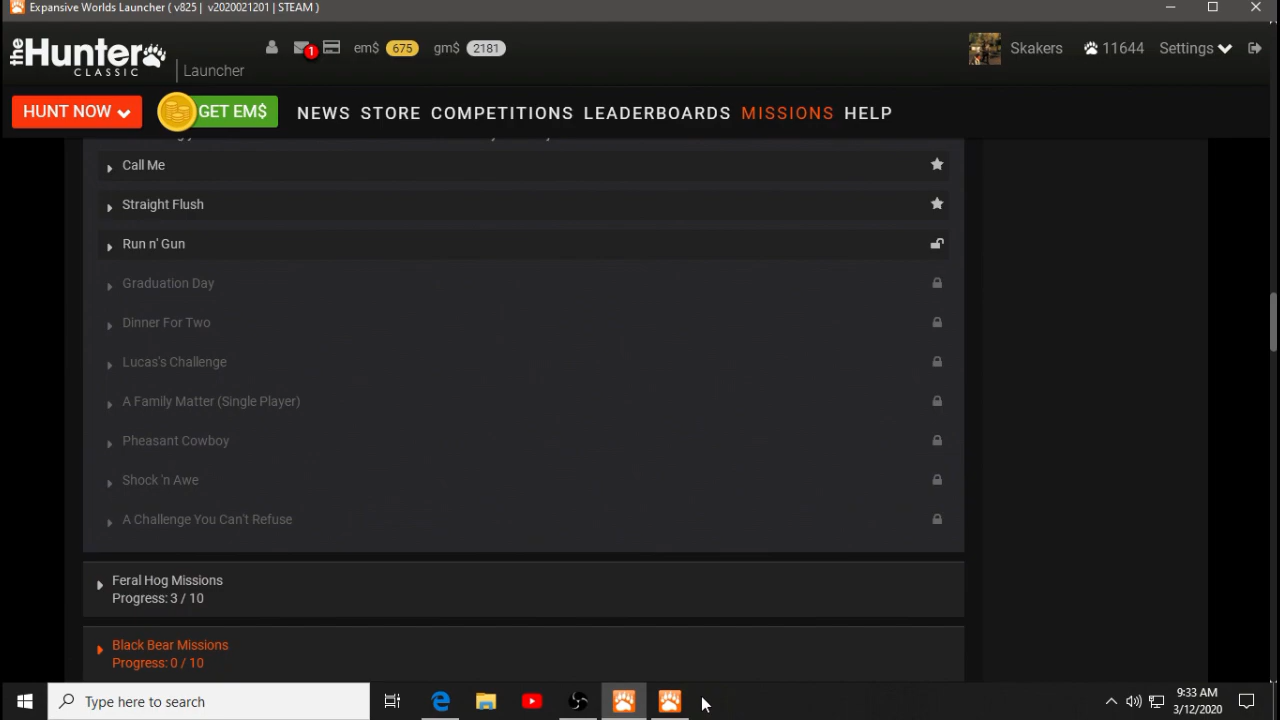 Expansive Worlds Launcher ( v825 | v2020021201 | STEAM )
theHunter
CLASSIC
Launcher
1
em$ 675 gm$ 2181
Skakers 11644 Settings
HUNT NOW GET EM$ NEWS STORE COMPETITIONS LEADERBOARDS MISSIONS HELP
Call Me
Straight Flush
Run n' Gun
Graduation Day
Dinner For Two
Lucas's Challenge
A Family Matter (Single Player)
Pheasant Cowboy
Shock 'n Awe
A Challenge You Can't Refuse
Feral Hog Missions
Progress: 3 / 10
Black Bear Missions
Progress: 0 / 10
Type here to search
9:33 AM
3/12/2020